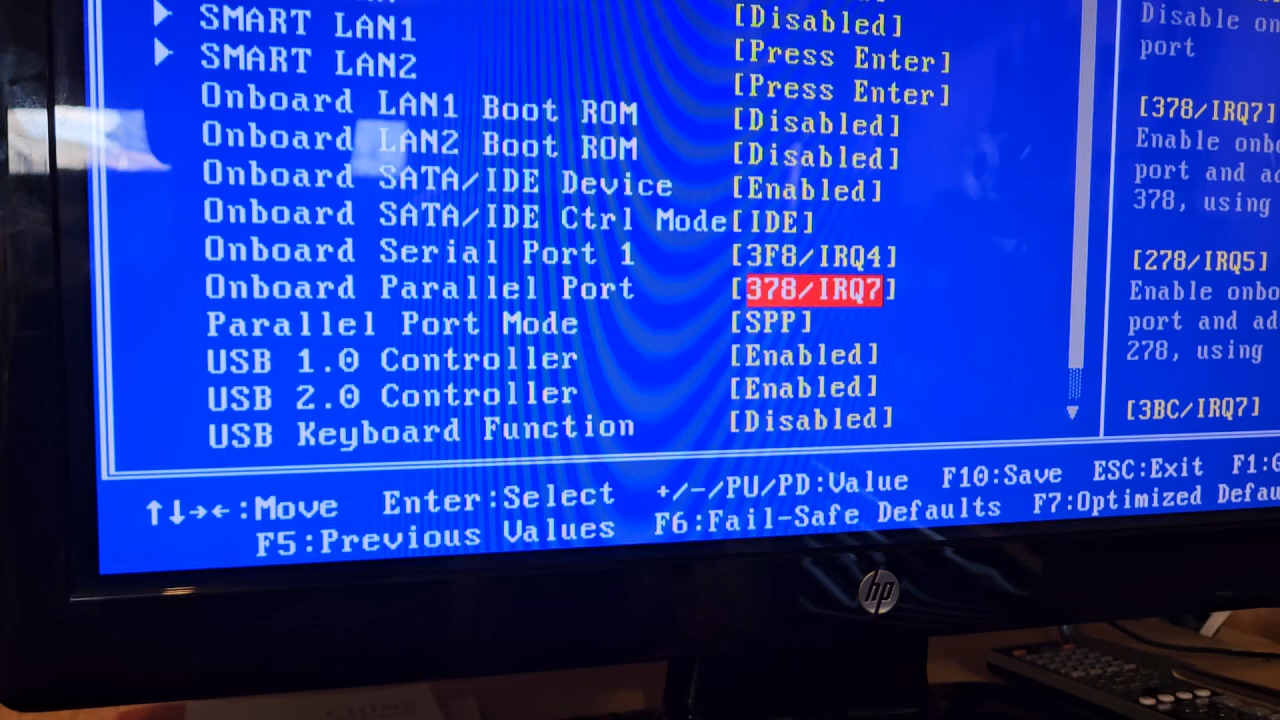 SMART LAN1 [Disabled]
SMART LAN2 [Press Enter]
Onboard LAN1 Boot ROM [Press Enter]
Onboard LAN2 Boot ROM [Disabled]
Onboard SATA/IDE Device [Disabled]
Onboard SATA/IDE Ctrl Mode [Enabled]
Onboard Serial Port 1 [IDE]
Onboard Parallel Port [3F8/IRQ4]
Parallel Port Mode [378/IRQ7]
USB 1.0 Controller [SPP]
USB 2.0 Controller [Enabled]
USB Keyboard Function [Enabled]
[Disabled]
Disable
port
[378/IRQ7]
Enable
port and
378, using
[278/IRQ5]
Enable
port and
278, using
[3BC/IRQ7]
↑↓→←:Move Enter:Select +/-/PU/PD:Value F10:Save ESC:Exit F1:
F5:Previous Values F6:Fail-Safe Defaults F7:Optimized
hp